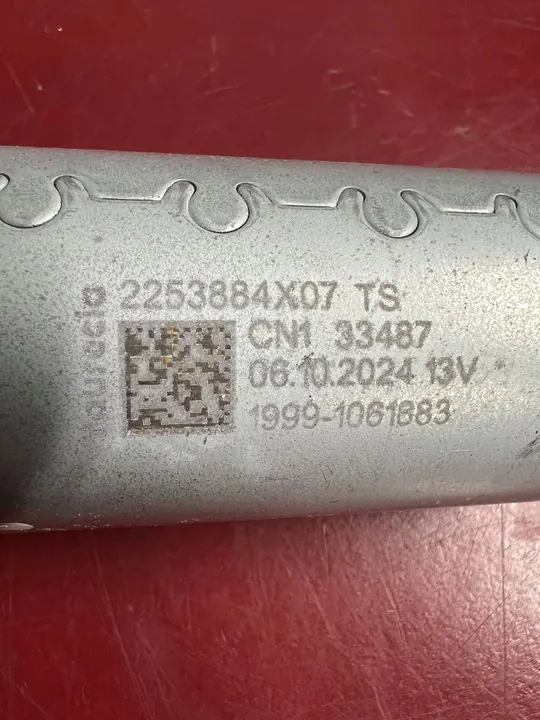 2253884X07 TS
CN1 33487
06.10.2024 13V
1999-1061883